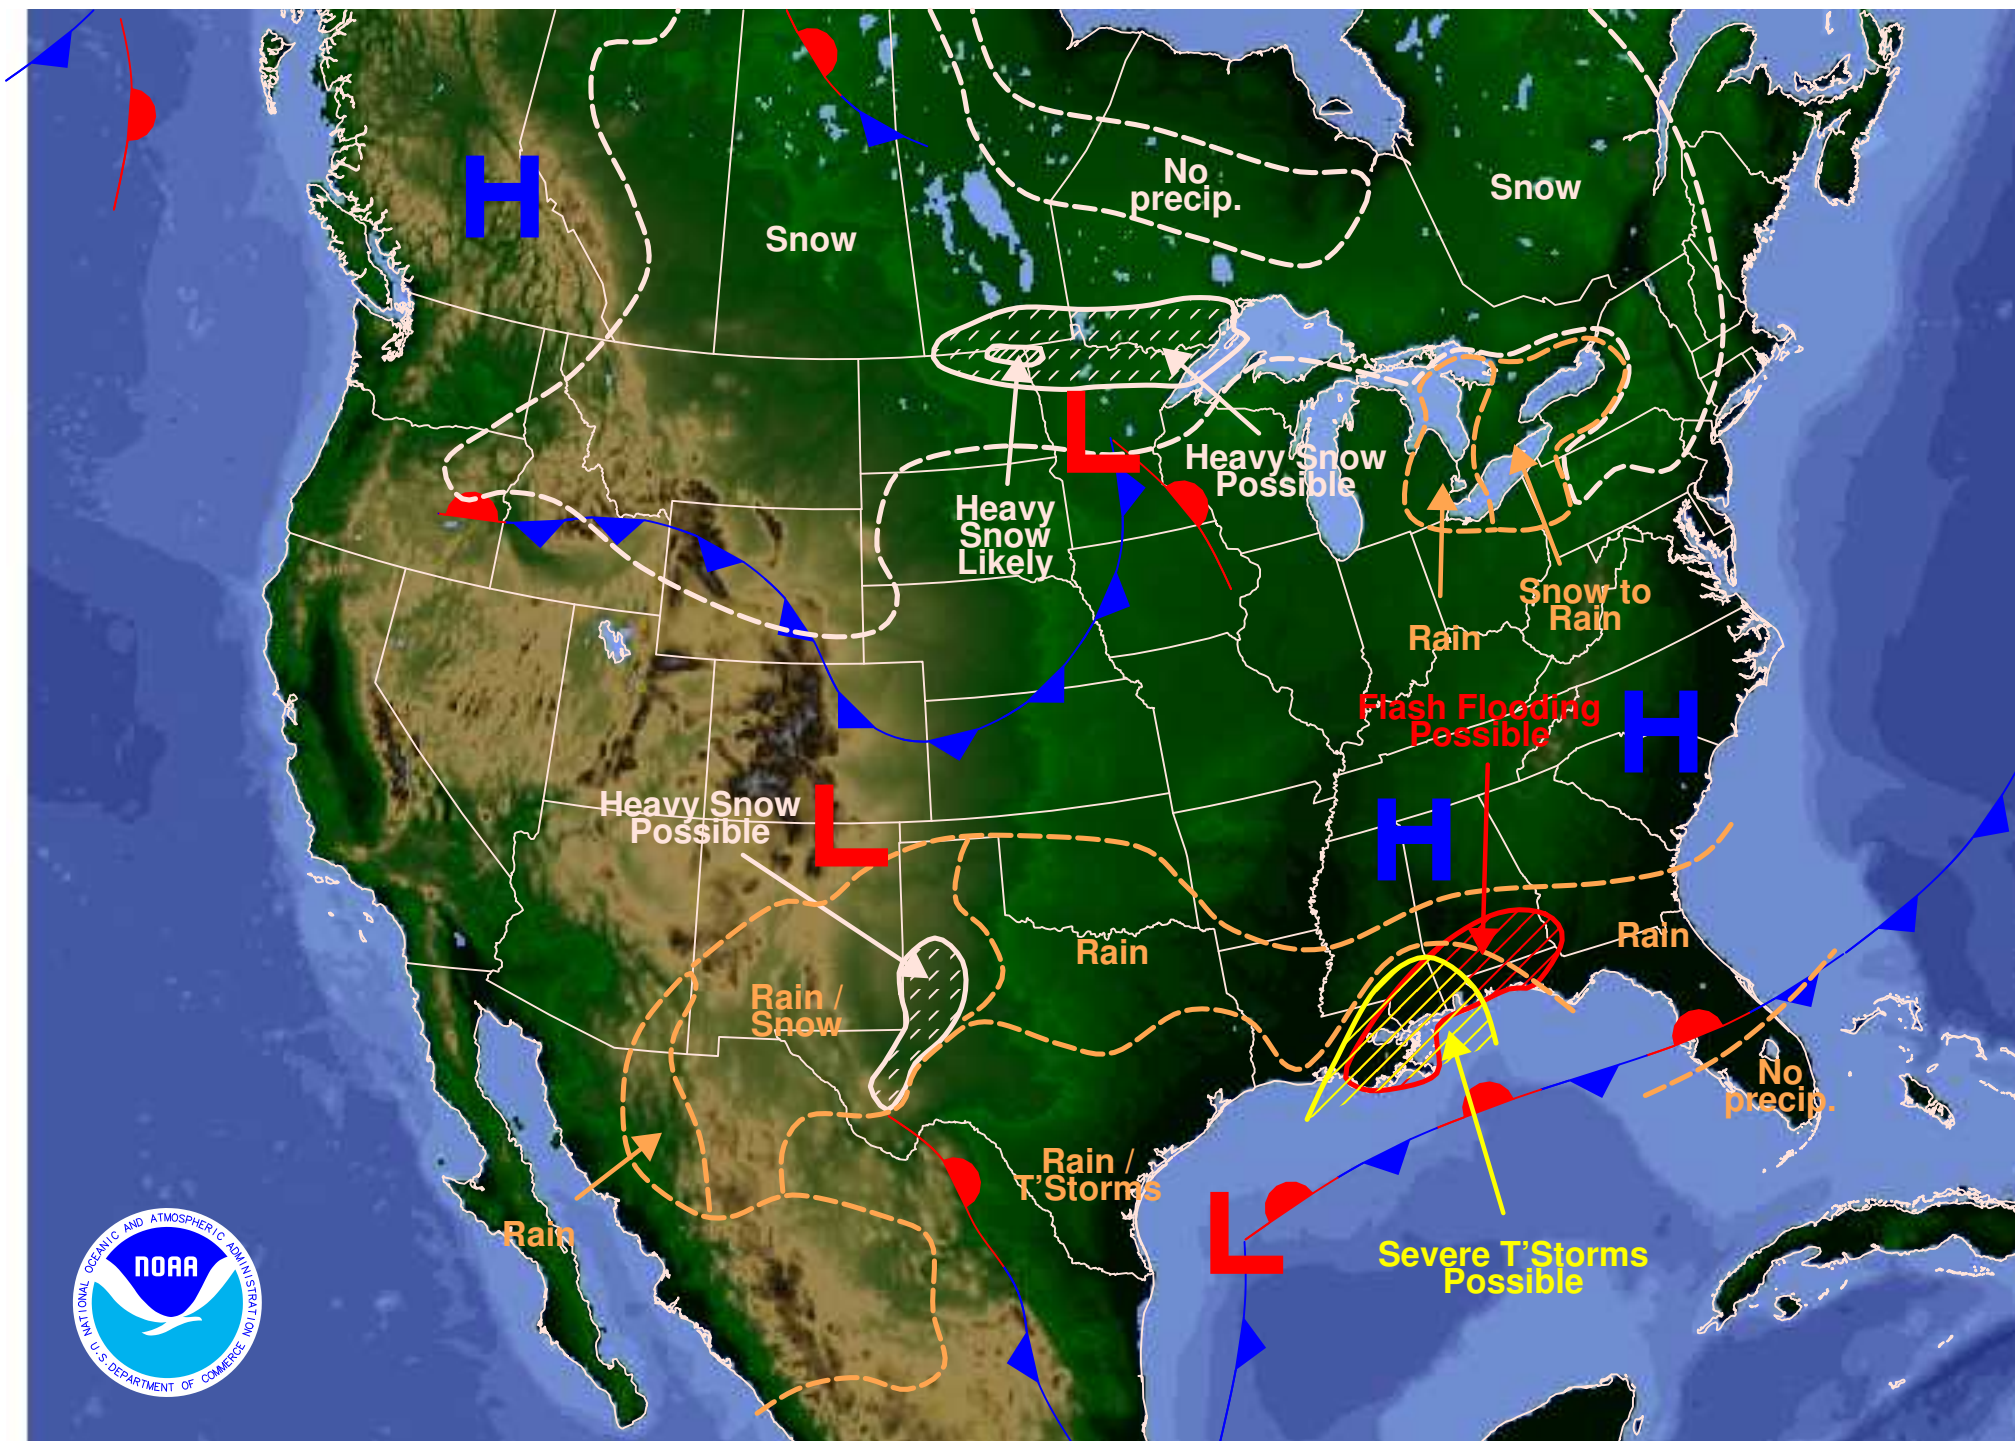 H
No
precip.
Snow
Snow
L
Heavy Snow
Possible
Heavy
Snow
Likely
Snow to
Rain
Rain
Flash Flooding
Possible
H
Heavy Snow
Possible
L
H
Rain
Rain
Rain /
Snow
No
precip.
Rain /
T'Storms
Rain
L
Severe T'Storms
Possible
NATIONAL OCEANIC AND ATMOSPHERIC ADMINISTRATION
NOAA
U.S. DEPARTMENT OF COMMERCE